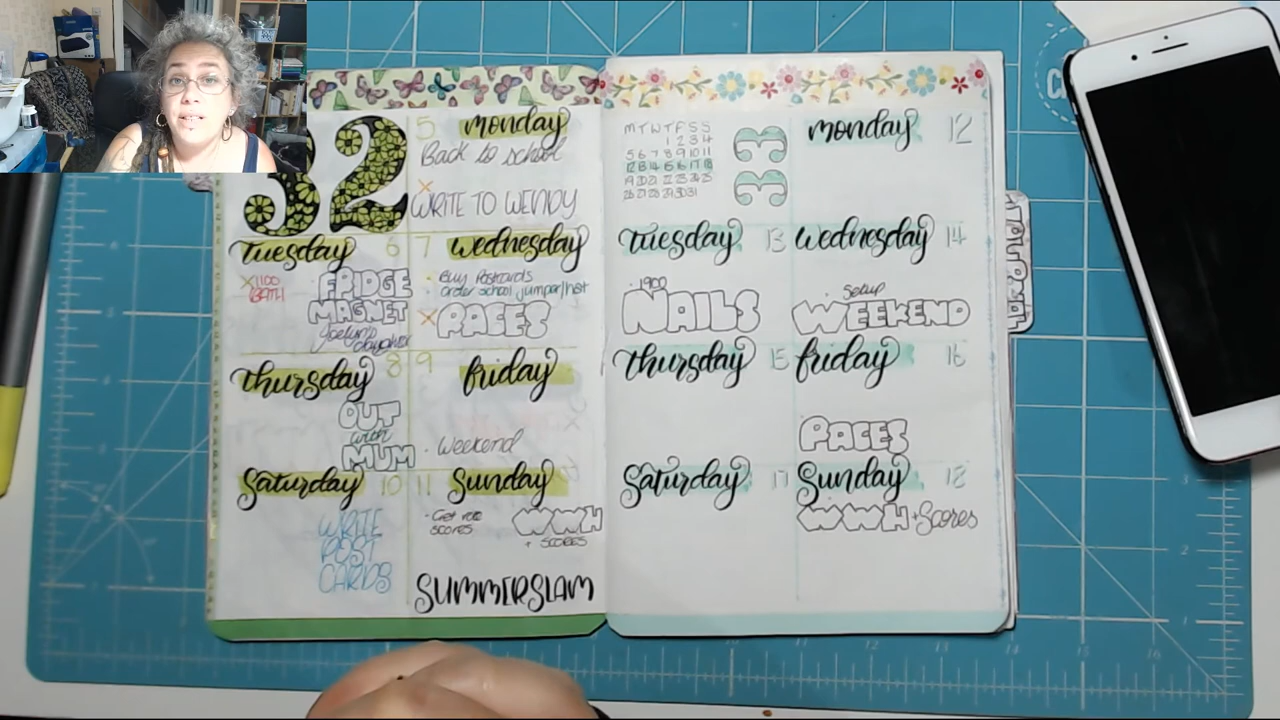 32
5 monday
Back to school
WRITE TO WENDY
tuesday 6
1100
BATH
FRIDGE
MAGNET
7 wednesday
Buy Postcards
order school jumper/hat
PAGES
thursday 8
OUT
with
MUM
9 friday
Weekend
Saturday 10
WRITE
POST
CARDS
11 Sunday
WWH
+ SCORES
SUMMERSLAM
M T W T F S S
1 2 3 4
5 6 7 8 9 10 11
12 13 14 15 16 17 18
19 20 21 22 23 24 25
26 27 28 29 30 31
33
monday 12
tuesday 13
1900
NAILS
wednesday 14
Setup
WEEKEND
thursday 15
friday 16
PAGES
Saturday 17
Sunday 18
WWH + Scores